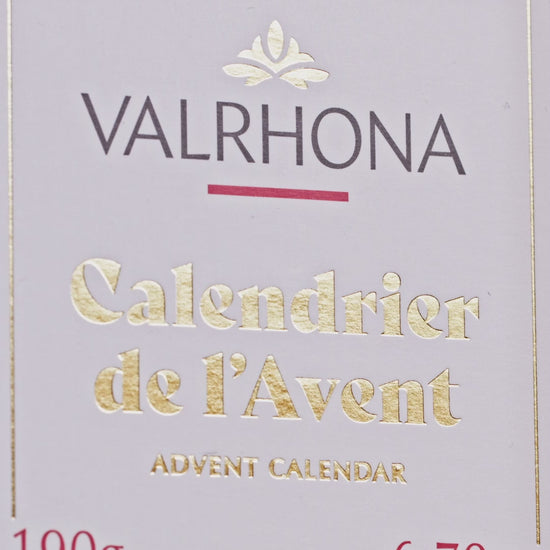 VALRHONA
Calendrier
de l'Avent
ADVENT CALENDAR